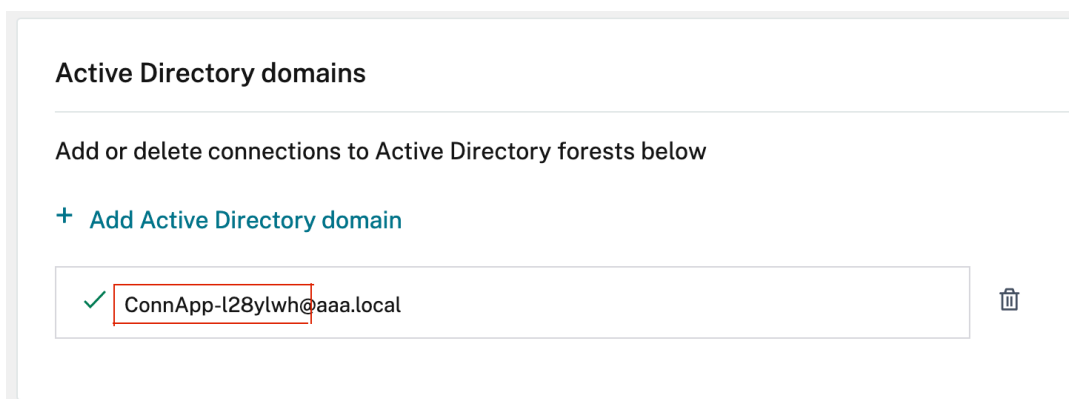 Active Directory domains
Add or delete connections to Active Directory forests below
+ Add Active Directory domain
ConnApp-l28ylwh@aaa.local